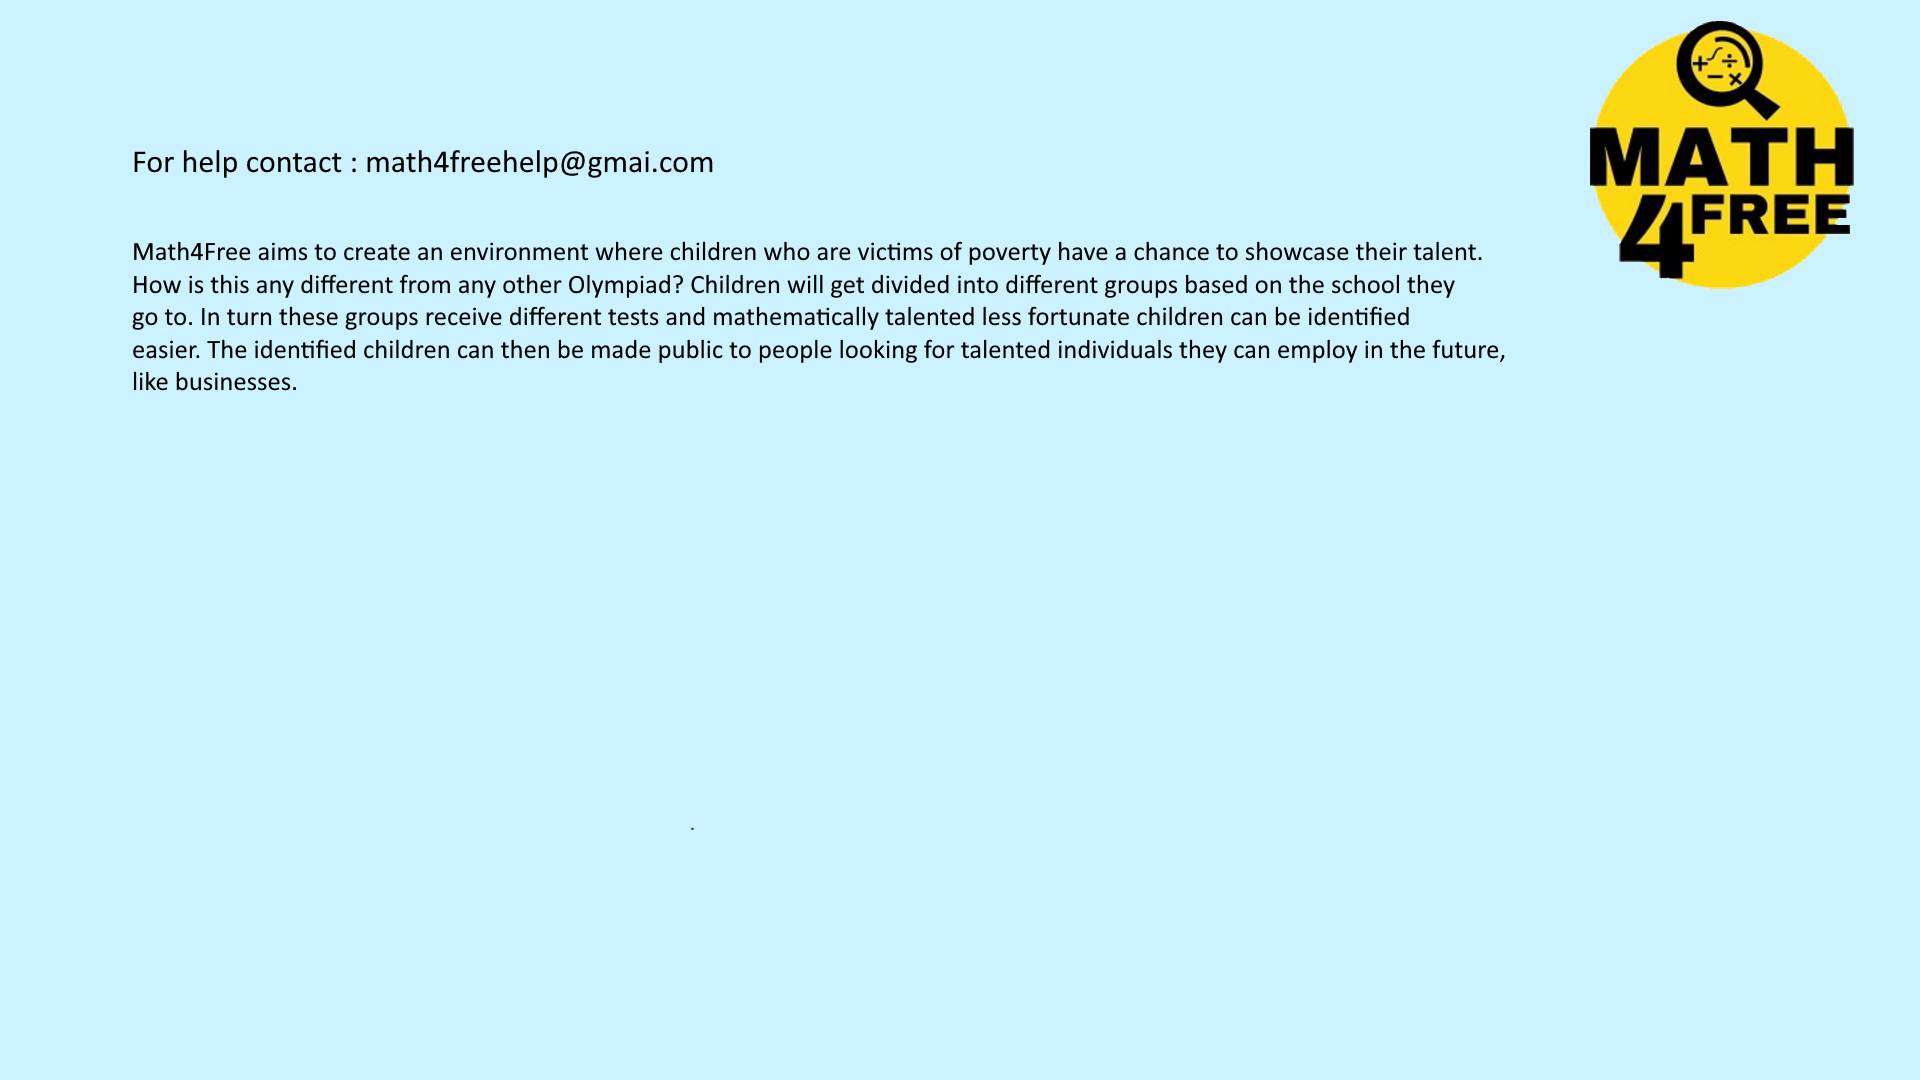 For help contact : math4freehelp@gmai.com
Math4Free aims to create an environment where children who are victims of poverty have a chance to showcase their talent.
How is this any different from any other Olympiad? Children will get divided into different groups based on the school they
go to. In turn these groups receive different tests and mathematically talented less fortunate children can be identified
easier. The identified children can then be made public to people looking for talented individuals they can employ in the future,
like businesses.
MATH
4FREE